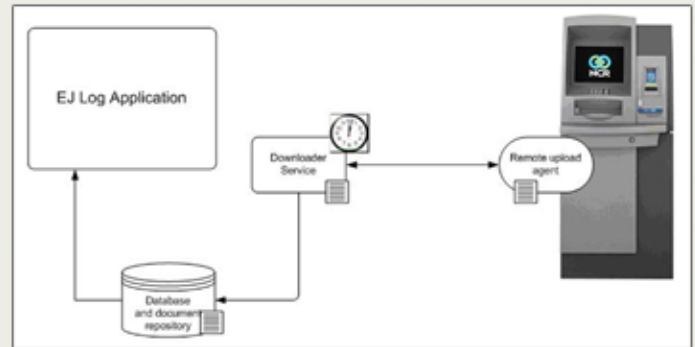 EJ Log Application
Downloader
Service
Remote upload
agent
NCR
Database
and document
repository